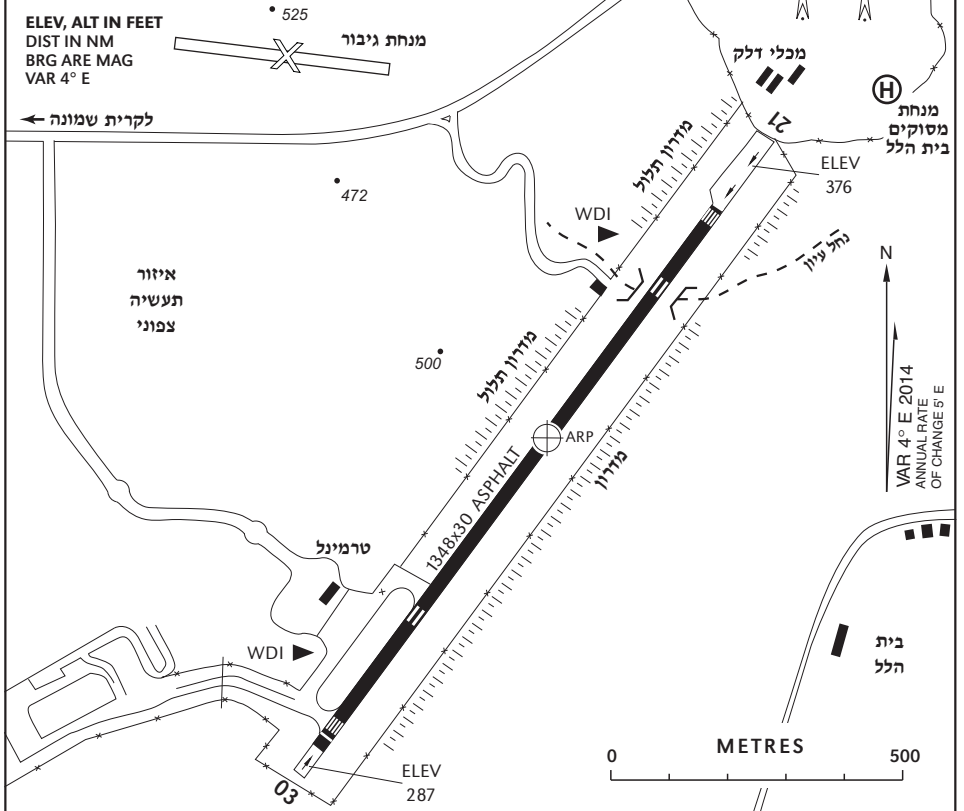 ELEV, ALT IN FEET
DIST IN NM
BRG ARE MAG
VAR 4° E
525
מנחת גיבור
לקרית שמונה
מכלי דלק
H
מנחת
מסוקים
בית הלל
21
ELEV
376
מדרון תלול
472
WDI
נחל עיון
N
איזור
תעשיה
צפוני
500
מדרון תלול
VAR 4° E 2014
ANNUAL RATE
OF CHANGE 5' E
ARP
מדרון
1348x30 ASPHALT
טרמינל
WDI
בית
הלל
METRES
0 500
ELEV
287
03